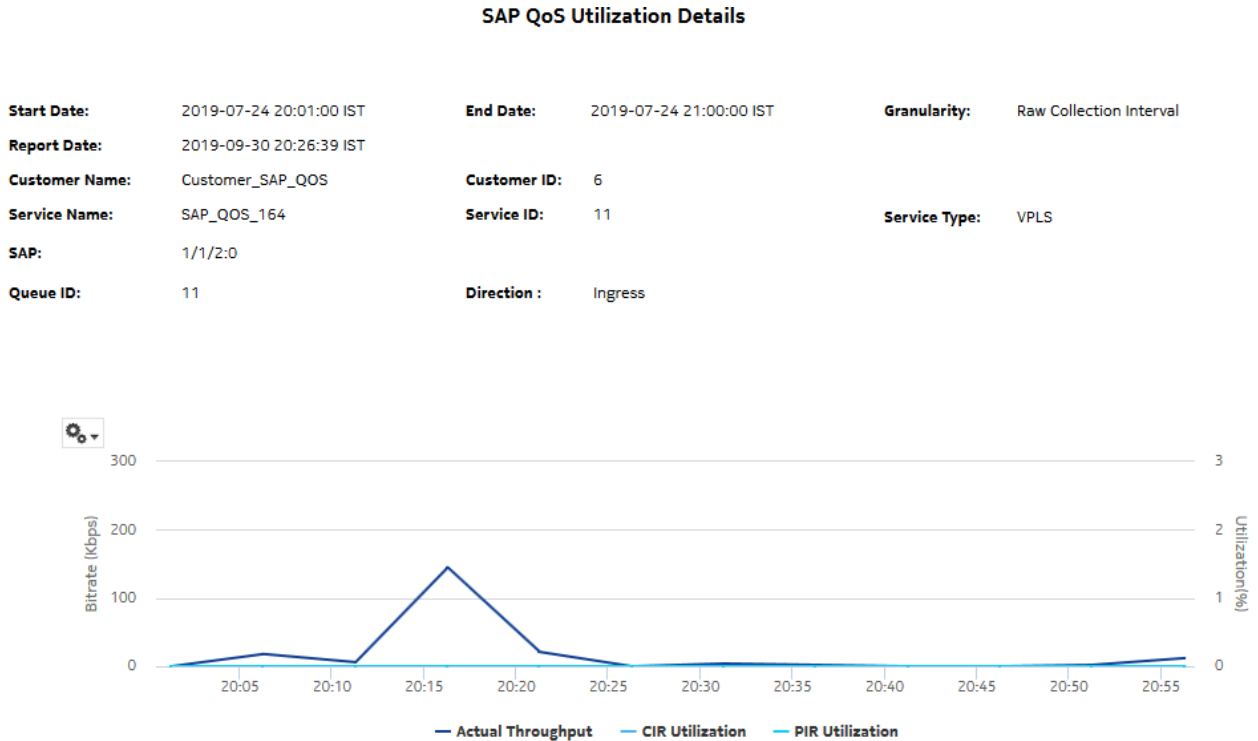 SAP QoS Utilization Details
Start Date: 2019-07-24 20:01:00 IST End Date: 2019-07-24 21:00:00 IST Granularity: Raw Collection Interval
Report Date: 2019-09-30 20:26:39 IST
Customer Name: Customer_SAP_QOS Customer ID: 6
Service Name: SAP_QOS_164 Service ID: 11 Service Type: VPLS
SAP: 1/1/2:0
Queue ID: 11 Direction : Ingress
300 3
200 2
100 1
0 0
Bitrate (Kbps)
Utilization(%)
20:05 20:10 20:15 20:20 20:25 20:30 20:35 20:40 20:45 20:50 20:55
Actual Throughput CIR Utilization PIR Utilization